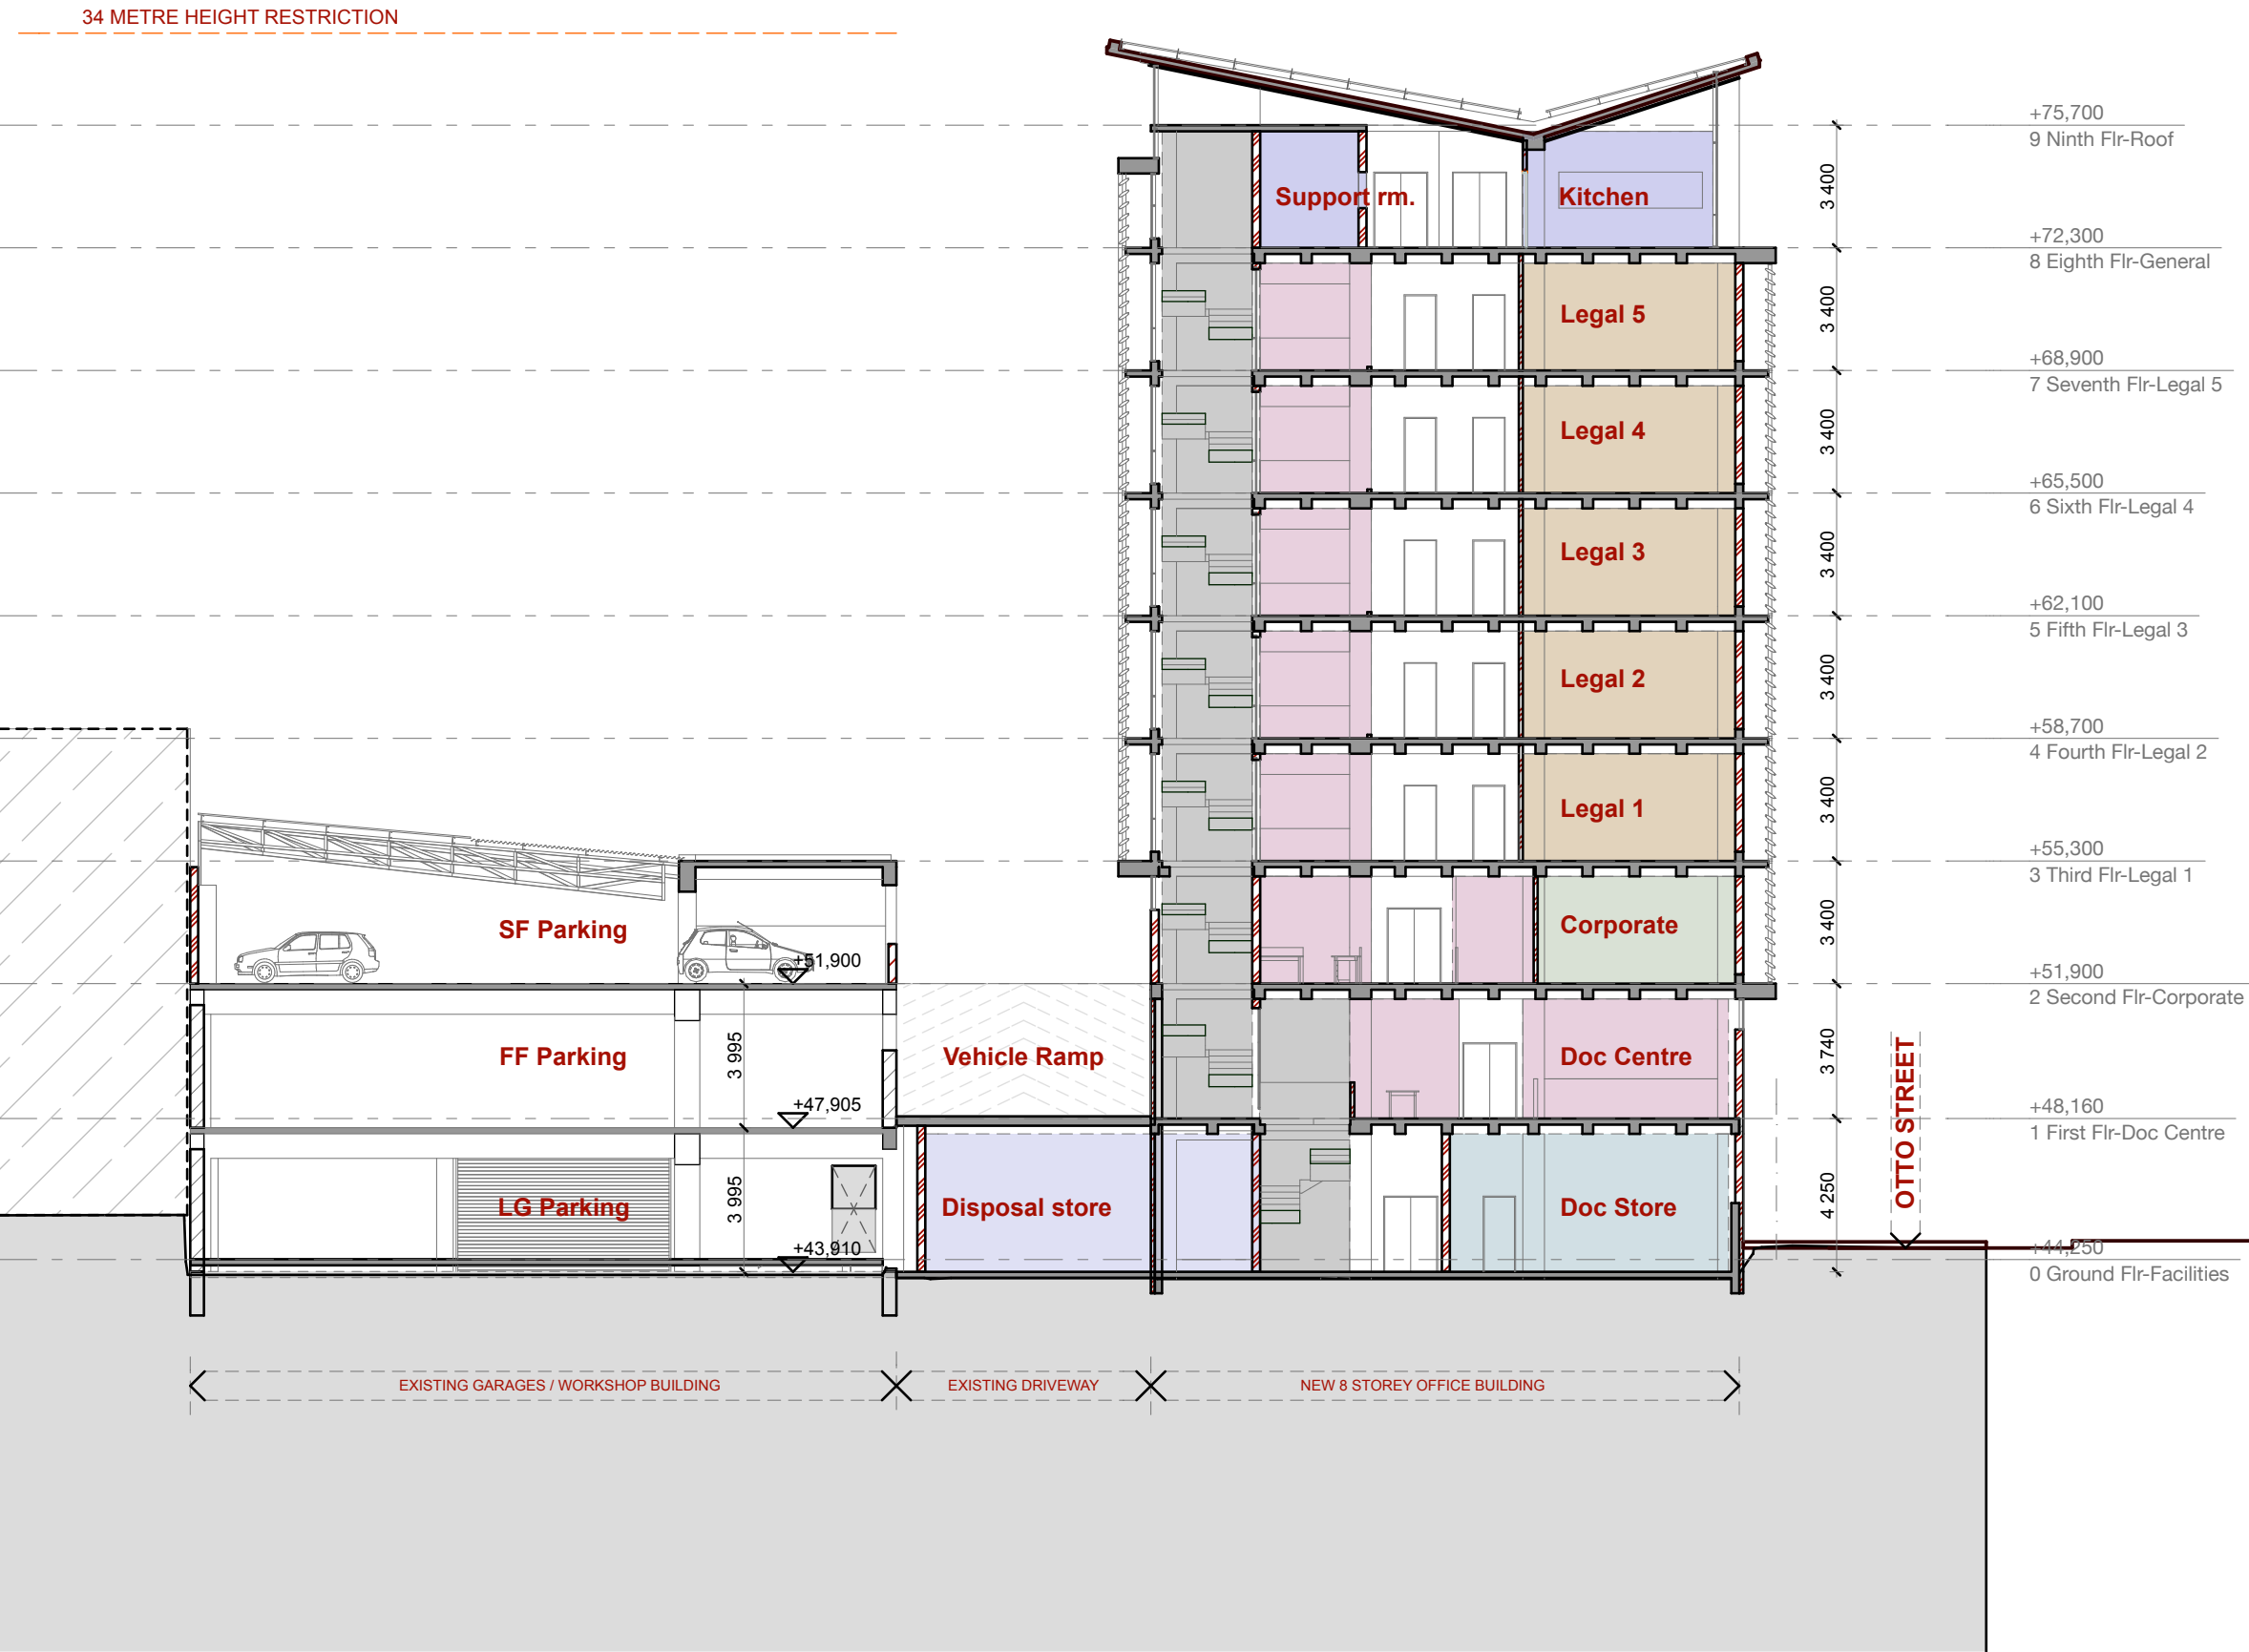 34 METRE HEIGHT RESTRICTION
+75,700
9 Ninth Flr-Roof
3 400
Support rm.
Kitchen
+72,300
8 Eighth Flr-General
3 400
Legal 5
+68,900
7 Seventh Flr-Legal 5
3 400
Legal 4
+65,500
6 Sixth Flr-Legal 4
3 400
Legal 3
+62,100
5 Fifth Flr-Legal 3
3 400
Legal 2
+58,700
4 Fourth Flr-Legal 2
3 400
Legal 1
+55,300
3 Third Flr-Legal 1
3 400
SF Parking
Corporate
+51,900
+51,900
2 Second Flr-Corporate
FF Parking
3 995
Vehicle Ramp
Doc Centre
3 740
OTTO STREET
+47,905
+48,160
1 First Flr-Doc Centre
LG Parking
3 995
Disposal store
Doc Store
4 250
+43,910
+44,250
0 Ground Flr-Facilities
EXISTING GARAGES / WORKSHOP BUILDING
EXISTING DRIVEWAY
NEW 8 STOREY OFFICE BUILDING